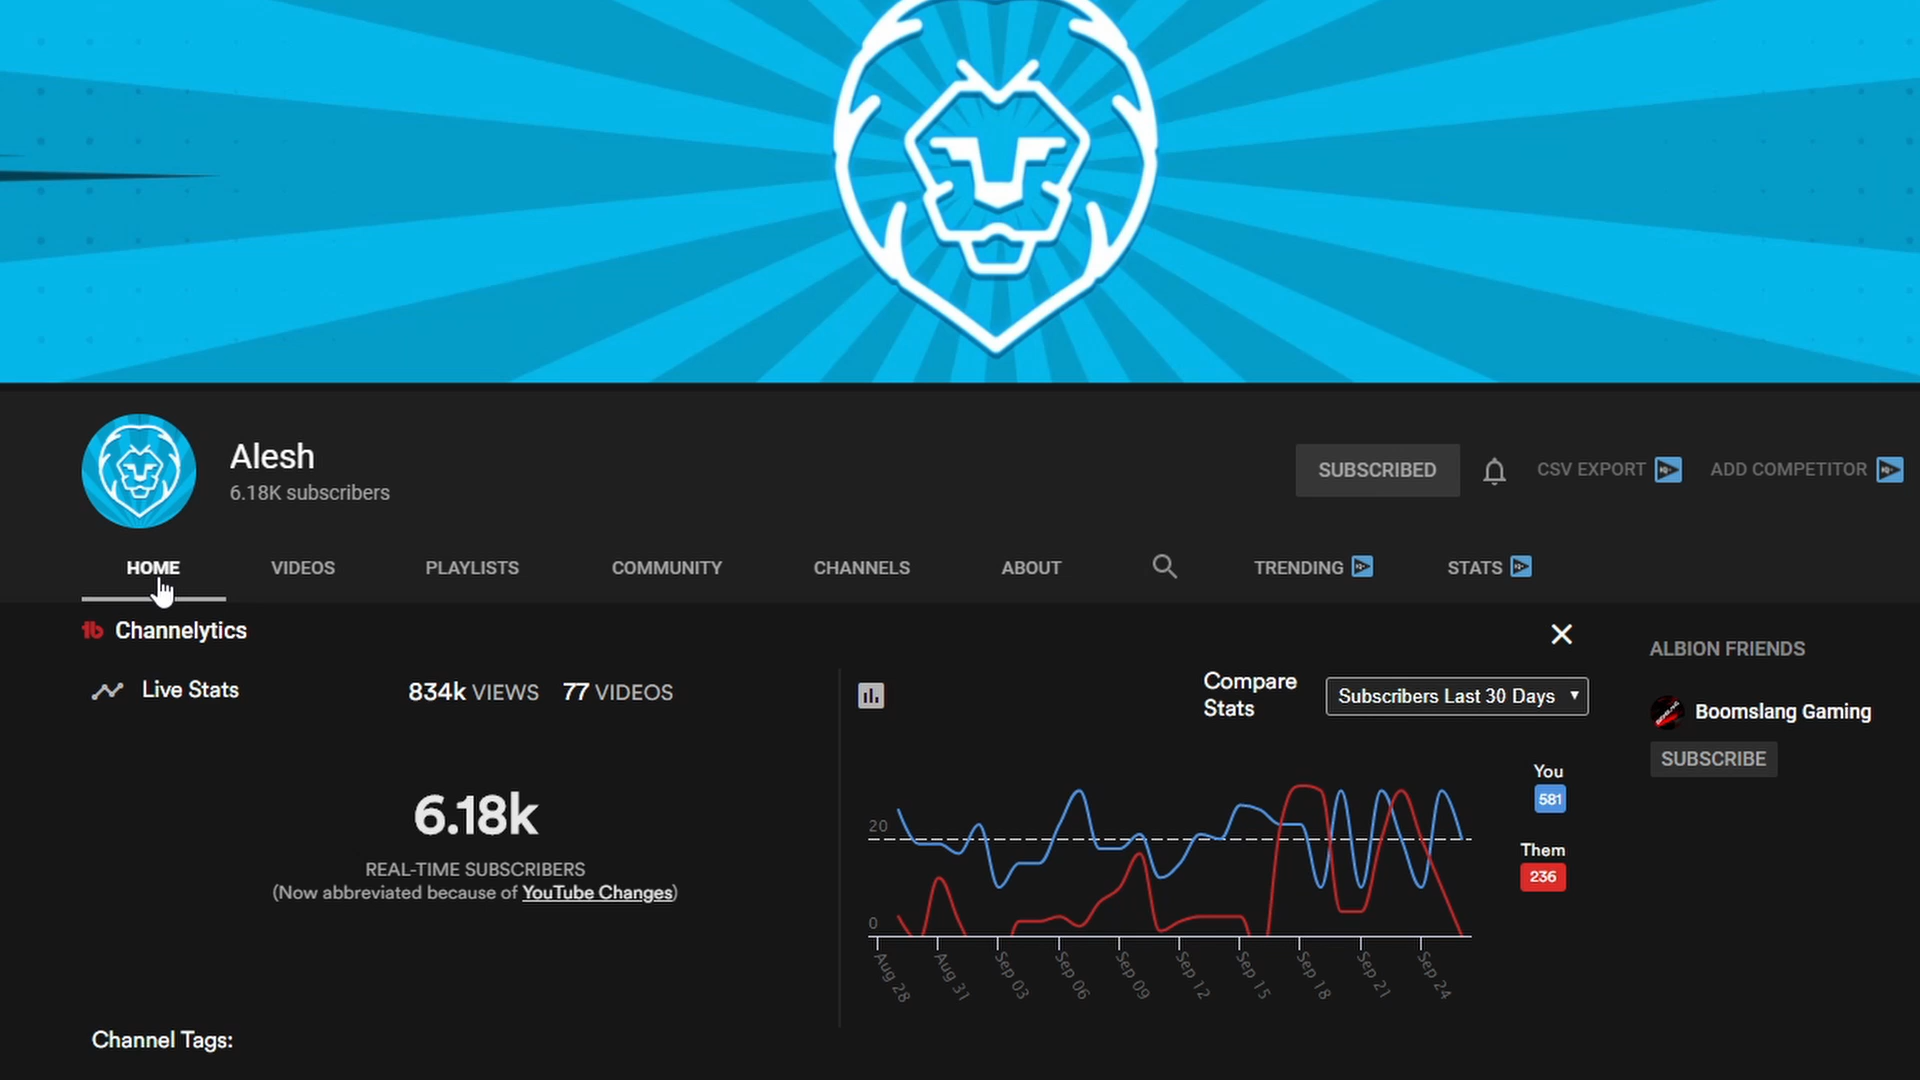 Alesh
6.18K subscribers
SUBSCRIBED
CSV EXPORT
ADD COMPETITOR
HOME
VIDEOS
PLAYLISTS
COMMUNITY
CHANNELS
ABOUT
TRENDING
STATS
Channelytics
Live Stats
834k VIEWS 77 VIDEOS
6.18k
REAL-TIME SUBSCRIBERS
(Now abbreviated because of YouTube Changes)
Channel Tags:
Compare
Stats
Subscribers Last 30 Days
20
0
Aug 28
Aug 31
Sep 03
Sep 06
Sep 09
Sep 12
Sep 15
Sep 18
Sep 21
Sep 24
You
581
Them
236
ALBION FRIENDS
Boomslang Gaming
SUBSCRIBE